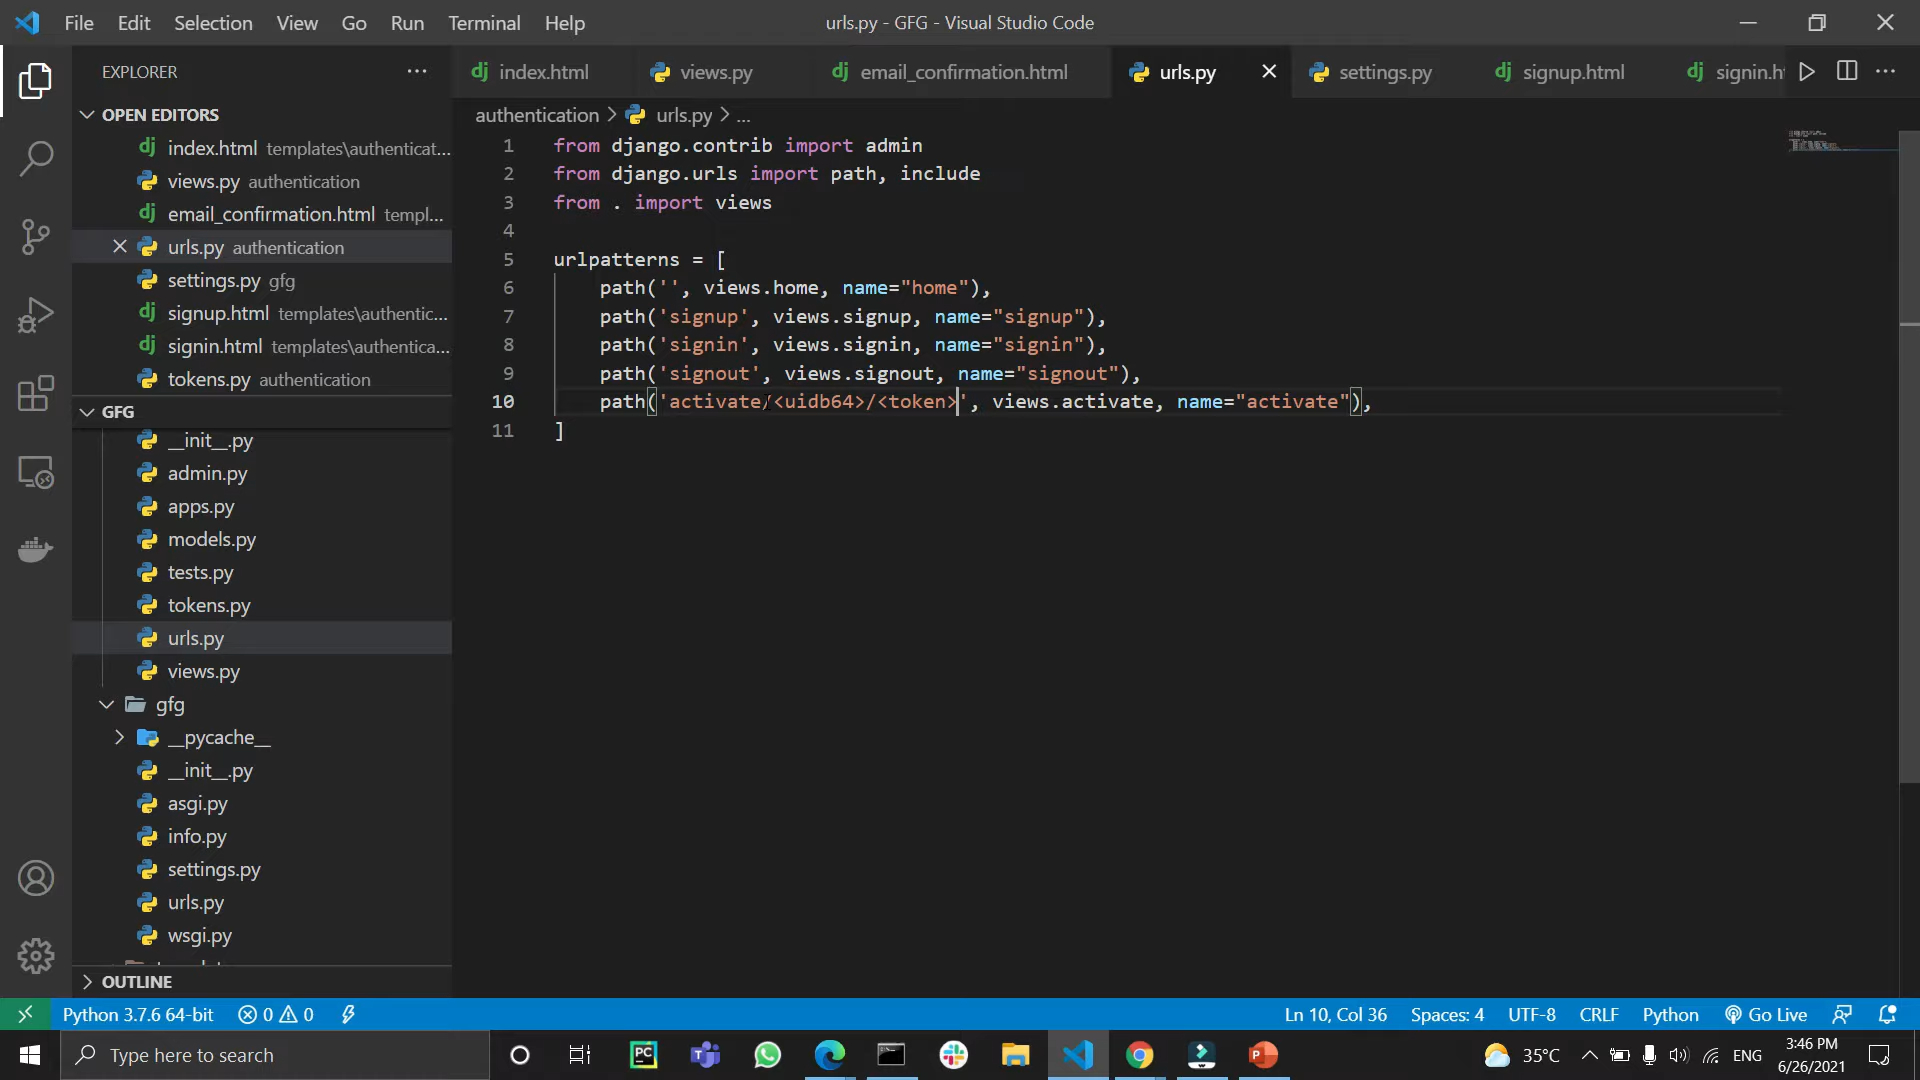 File Edit Selection View Go Run Terminal Help
urls.py - GFG - Visual Studio Code
EXPLORER
index.html
views.py
email_confirmation.html
urls.py
settings.py
signup.html
signin.ht
OPEN EDITORS
index.html templates\authenticat...
views.py authentication
email_confirmation.html templ...
urls.py authentication
settings.py gfg
signup.html templates\authentic...
signin.html templates\authentica...
tokens.py authentication
GFG
__init__.py
admin.py
apps.py
models.py
tests.py
tokens.py
urls.py
views.py
gfg
__pycache__
__init__.py
asgi.py
info.py
settings.py
urls.py
wsgi.py
OUTLINE
authentication > urls.py > ...
1 from django.contrib import admin
2 from django.urls import path, include
3 from . import views
4
5 urlpatterns = [
6 path('', views.home, name="home"),
7 path('signup', views.signup, name="signup"),
8 path('signin', views.signin, name="signin"),
9 path('signout', views.signout, name="signout"),
10 path('activate/<uidb64>/<token>', views.activate, name="activate"),
11 ]
Python 3.7.6 64-bit 0 0
Ln 10, Col 36 Spaces: 4 UTF-8 CRLF Python Go Live
Type here to search
PC
35°C
ENG
3:46 PM
6/26/2021